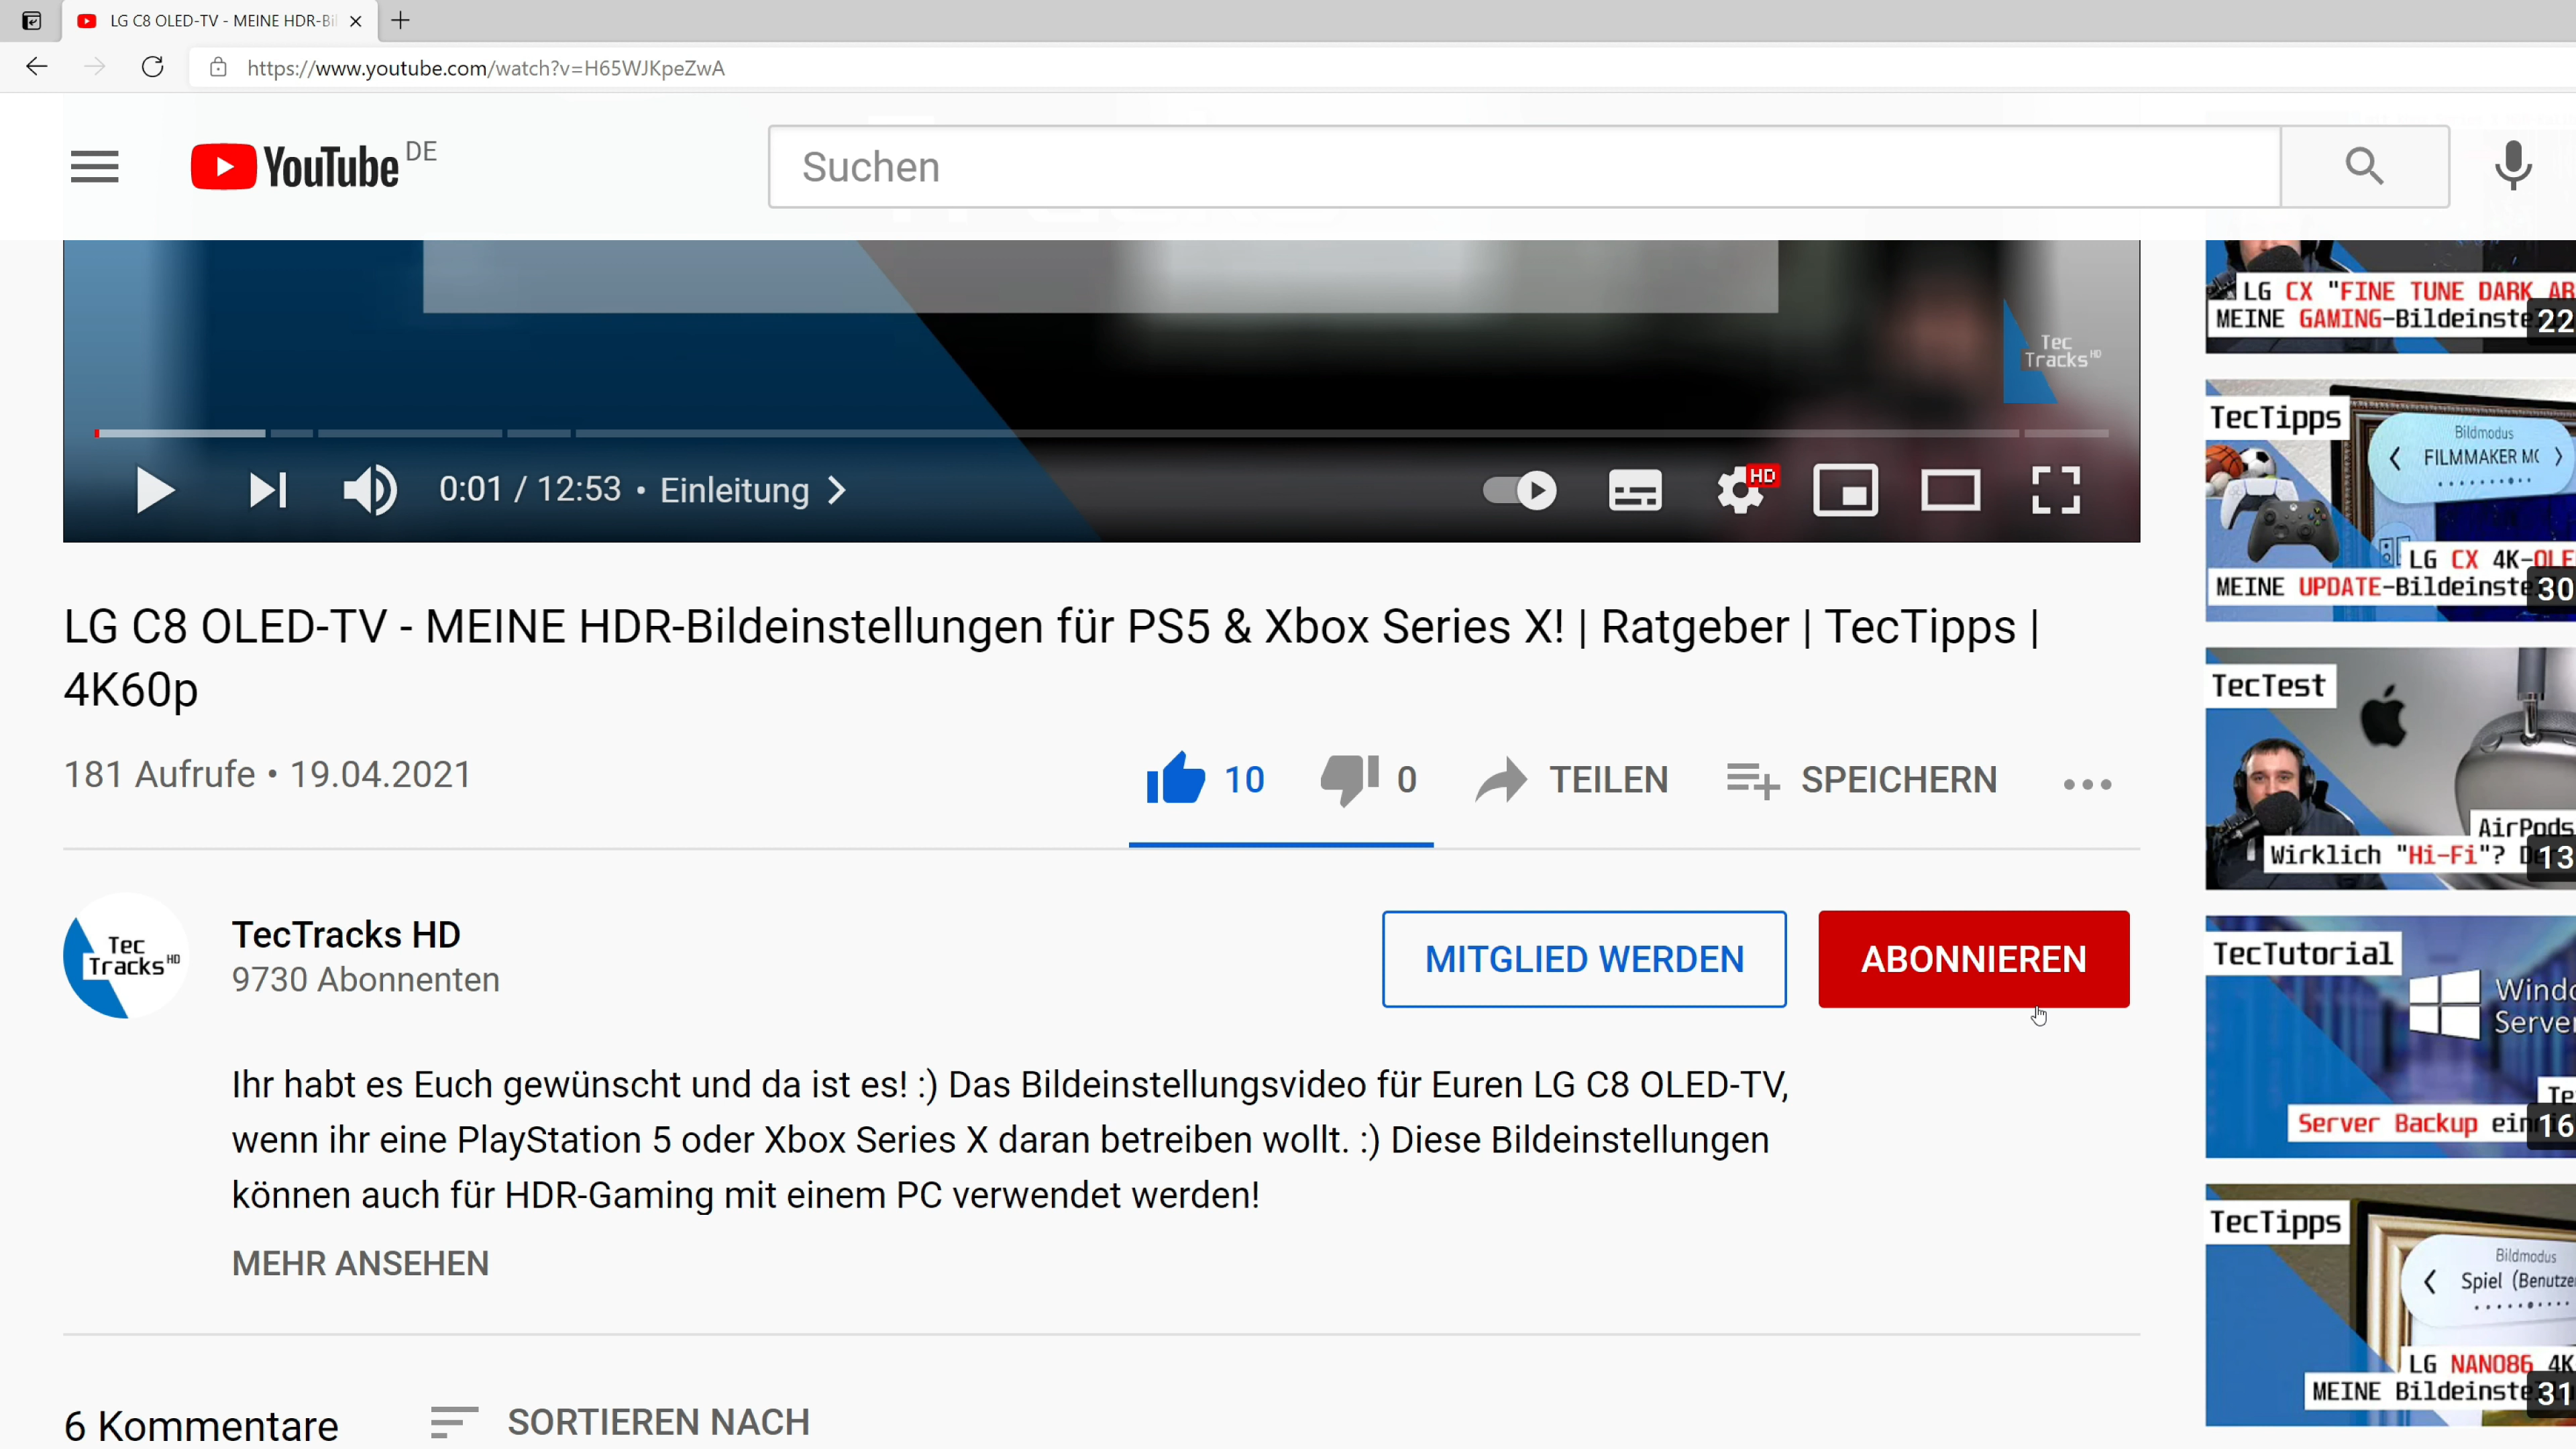 LG C8 OLED-TV - MEINE HDR-Bil
https://www.youtube.com/watch?v=H65WJKpeZwA
YouTube DE
Suchen
Tec
Tracks HD
0:01 / 12:53 • Einleitung
HD
LG C8 OLED-TV - MEINE HDR-Bildeinstellungen für PS5 & Xbox Series X! | Ratgeber | TecTipps |
4K60p
181 Aufrufe • 19.04.2021
10
0
TEILEN
SPEICHERN
Tec
Tracks HD
TecTracks HD
9730 Abonnenten
MITGLIED WERDEN
ABONNIEREN
Ihr habt es Euch gewünscht und da ist es! :) Das Bildeinstellungsvideo für Euren LG C8 OLED-TV,
wenn ihr eine PlayStation 5 oder Xbox Series X daran betreiben wollt. :) Diese Bildeinstellungen
können auch für HDR-Gaming mit einem PC verwendet werden!
MEHR ANSEHEN
6 Kommentare
SORTIEREN NACH
LG CX "FINE TUNE DARK AR
MEINE GAMING-Bildeinste
22
TecTipps
Bildmodus
FILMMAKER MO
LG CX 4K-OLE
MEINE UPDATE-Bildeinste
30
TecTest
AirPods
Wirklich "Hi-Fi"?
13
TecTutorial
Windo
Server
Te
Server Backup ein
16
TecTipps
Bildmodus
Spiel (Benutze
LG NANO86 4K
MEINE Bildeinste
31